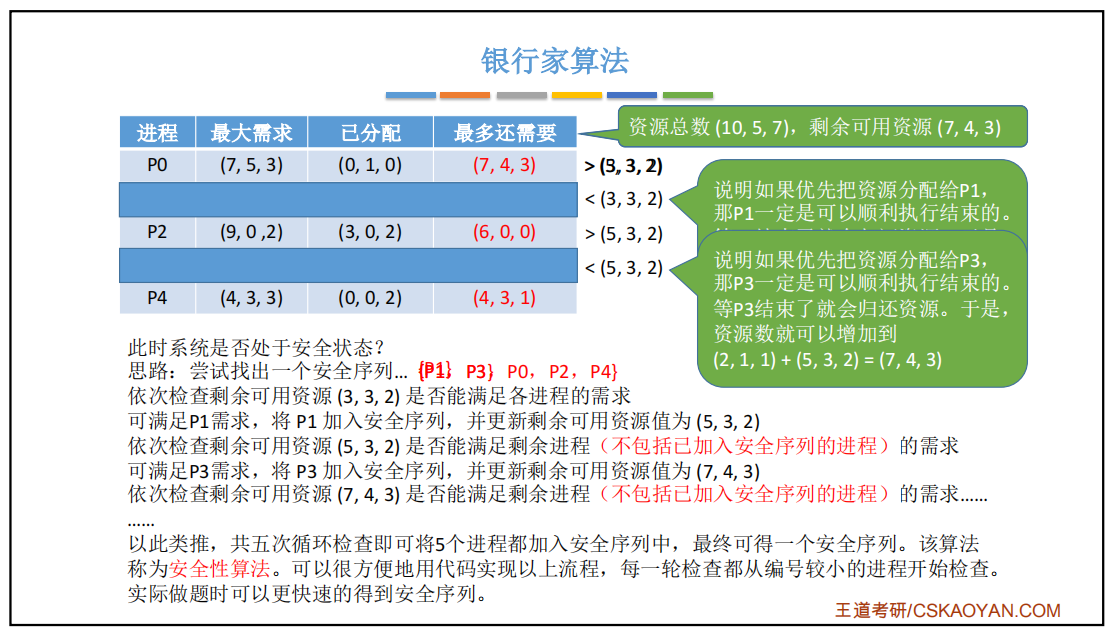 银行家算法
资源总数 (10, 5, 7)，剩余可用资源 (7, 4, 3)
进程 最大需求 已分配 最多还需要
P0 (7, 5, 3) (0, 1, 0) (7, 4, 3) > (5, 3, 2)
< (3, 3, 2)
P2 (9, 0 ,2) (3, 0, 2) (6, 0, 0) > (5, 3, 2)
< (5, 3, 2)
P4 (4, 3, 3) (0, 0, 2) (4, 3, 1)
说明如果优先把资源分配给P1，
那P1一定是可以顺利执行结束的。
说明如果优先把资源分配给P3，
那P3一定是可以顺利执行结束的。
等P3结束了就会归还资源。于是，
资源数就可以增加到
(2, 1, 1) + (5, 3, 2) = (7, 4, 3)
此时系统是否处于安全状态？
思路：尝试找出一个安全序列… {P1，P3} P0，P2，P4}
依次检查剩余可用资源 (3, 3, 2) 是否能满足各进程的需求
可满足P1需求，将 P1 加入安全序列，并更新剩余可用资源值为 (5, 3, 2)
依次检查剩余可用资源 (5, 3, 2) 是否能满足剩余进程（不包括已加入安全序列的进程）的需求
可满足P3需求，将 P3 加入安全序列，并更新剩余可用资源值为 (7, 4, 3)
依次检查剩余可用资源 (7, 4, 3) 是否能满足剩余进程（不包括已加入安全序列的进程）的需求……
……
以此类推，共五次循环检查即可将5个进程都加入安全序列中，最终可得一个安全序列。该算法
称为安全性算法。可以很方便地用代码实现以上流程，每一轮检查都从编号较小的进程开始检查。
实际做题时可以更快速的得到安全序列。
王道考研/CSKAOYAN.COM